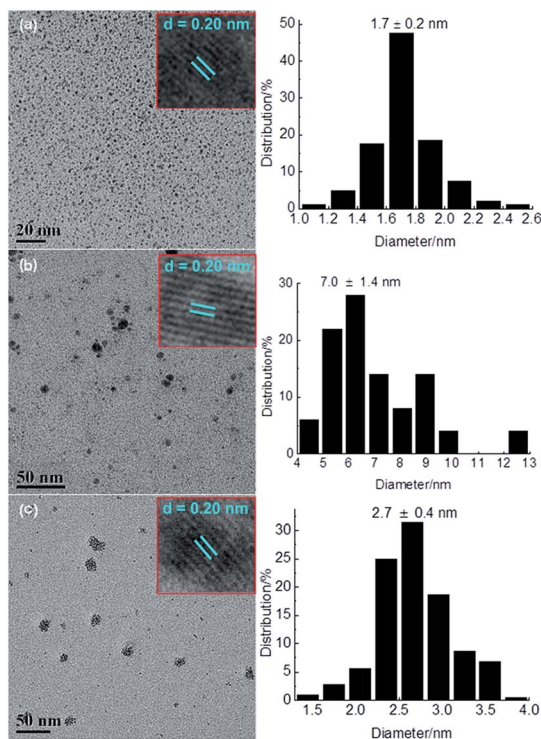 (a)
d = 0.20 nm
20 nm
1.7 ± 0.2 nm
Distribution/%
50
40
30
20
10
0
1.0 1.2 1.4 1.6 1.8 2.0 2.2 2.4 2.6
Diameter/nm
(b)
d = 0.20 nm
50 nm
7.0 ± 1.4 nm
Distribution/%
30
20
10
0
4 5 6 7 8 9 10 11 12 13
Diameter/nm
(c)
d = 0.20 nm
50 nm
2.7 ± 0.4 nm
Distribution/%
30
25
20
15
10
5
0
1.5 2.0 2.5 3.0 3.5 4.0
Diameter/nm